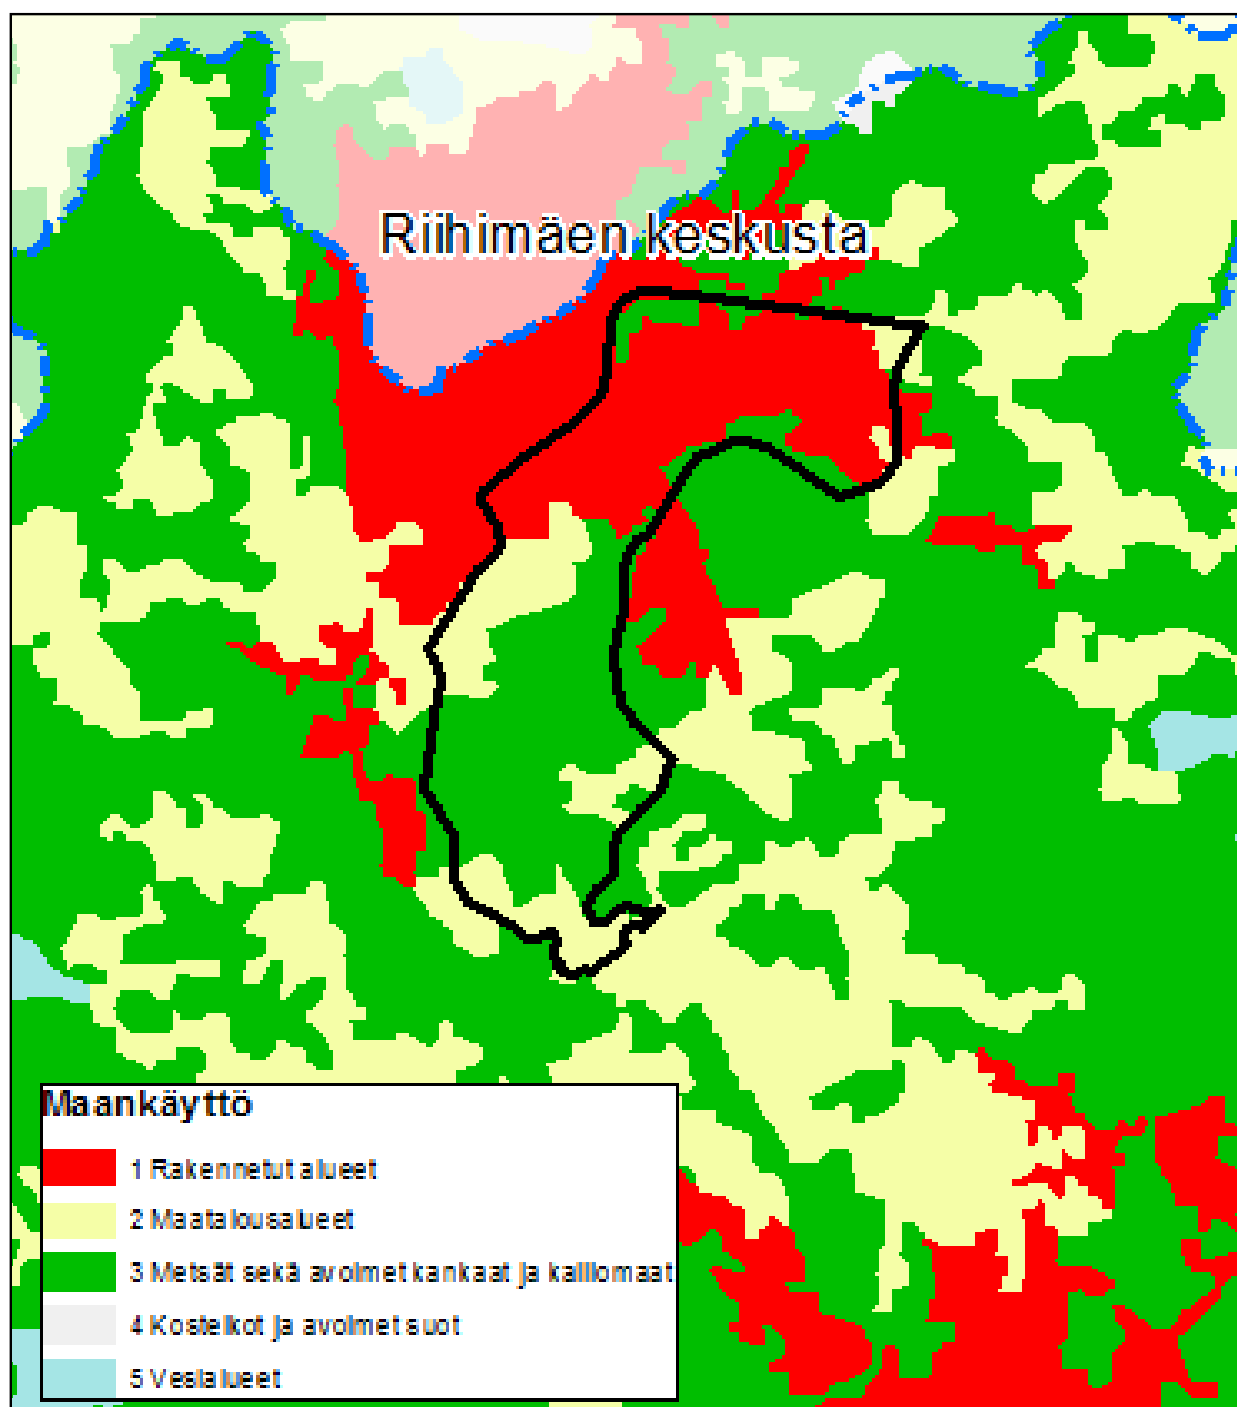 Riihimäen keskusta
Maankäyttö
1 Rakennetut alueet
2 Maatalousalueet
3 Metsät sekä avoimet kankaat ja kalliomaat
4 Kosteikot ja avoimet suot
5 Vesialueet